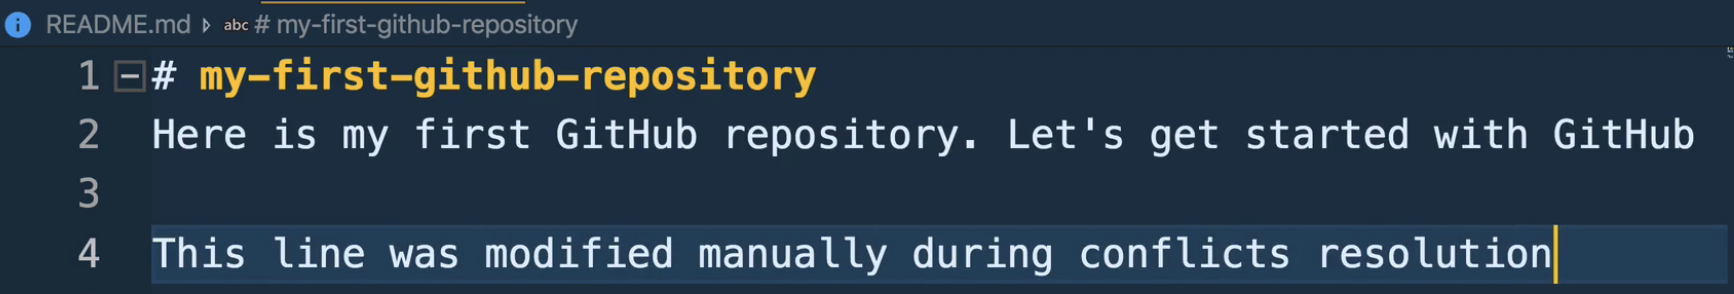 README.md abc # my-first-github-repository
1 # my-first-github-repository
2 Here is my first GitHub repository. Let's get started with GitHub
3
4 This line was modified manually during conflicts resolution